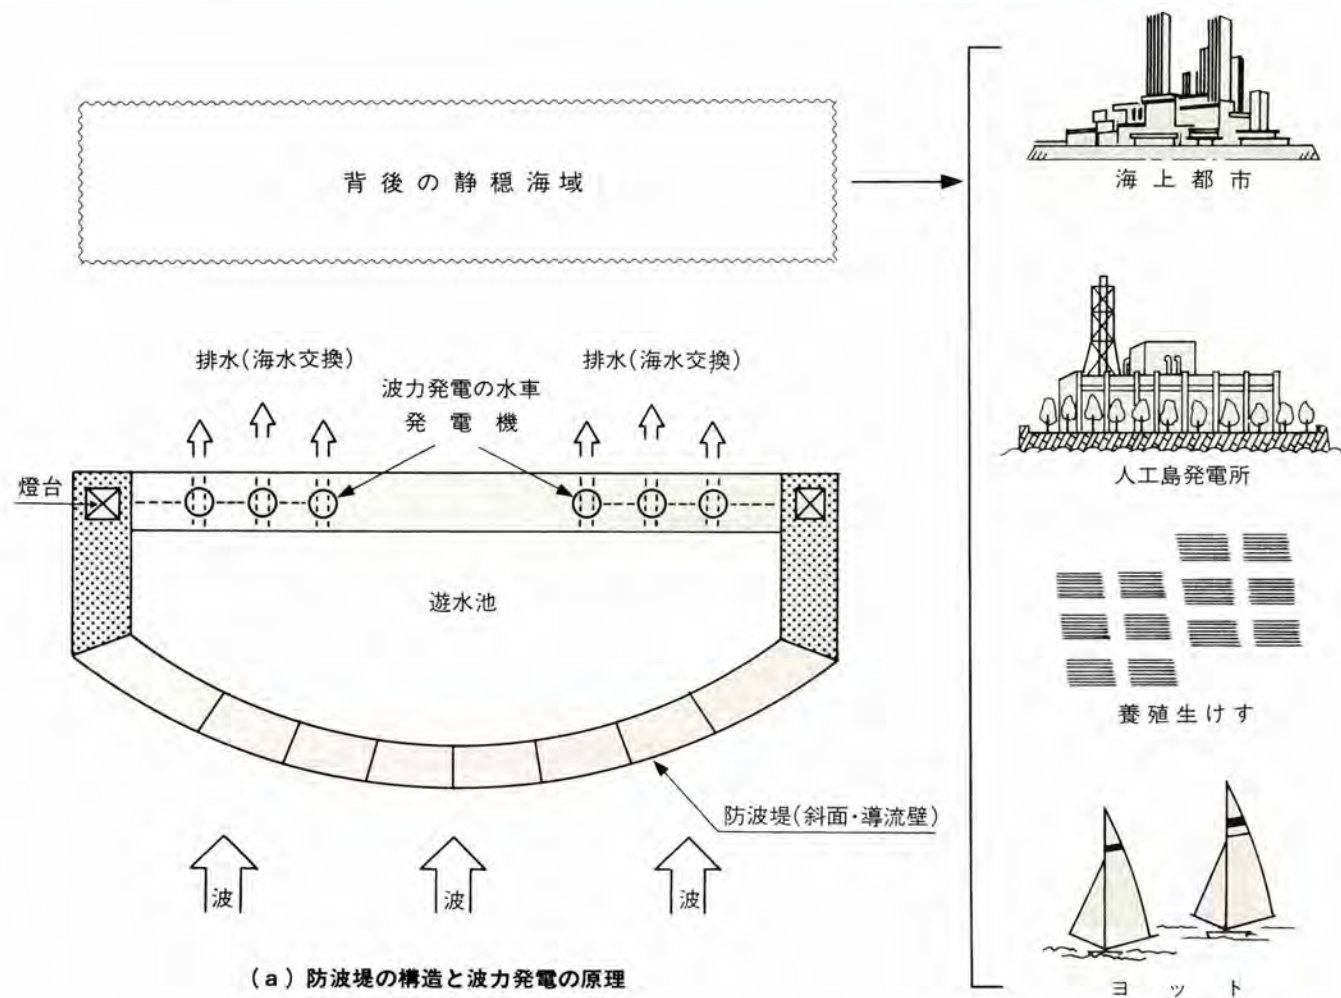 背後の静穏海域
排水(海水交換)
排水(海水交換)
波力発電の水車
発電機
燈台
遊水池
防波堤(斜面・導流壁)
波
波
波
(a) 防波堤の構造と波力発電の原理
海上都市
人工島発電所
養殖生けす
ヨット